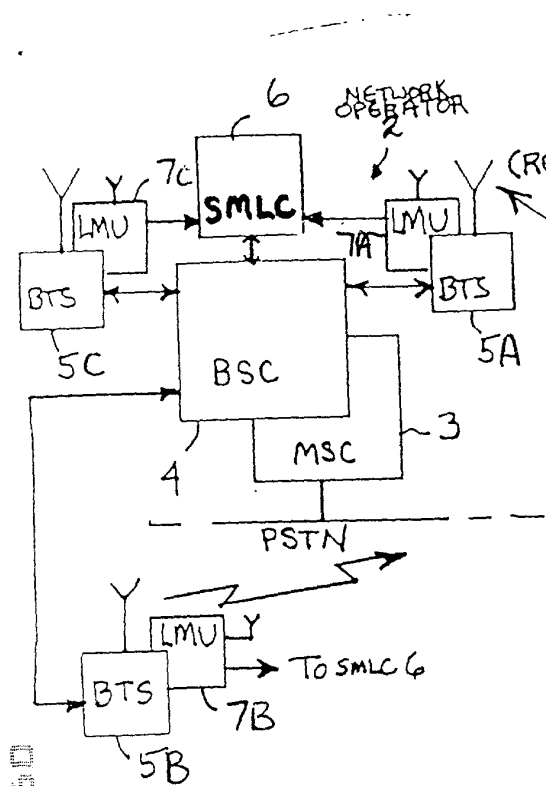 6
NETWORK
OPERATOR
2
7C
(RE
SMLC
LMU
LMU
7A
BTS
BTS
5C
5A
BSC
3
4
MSC
PSTN
LMU
TO SMLC 6
BTS
7B
5B